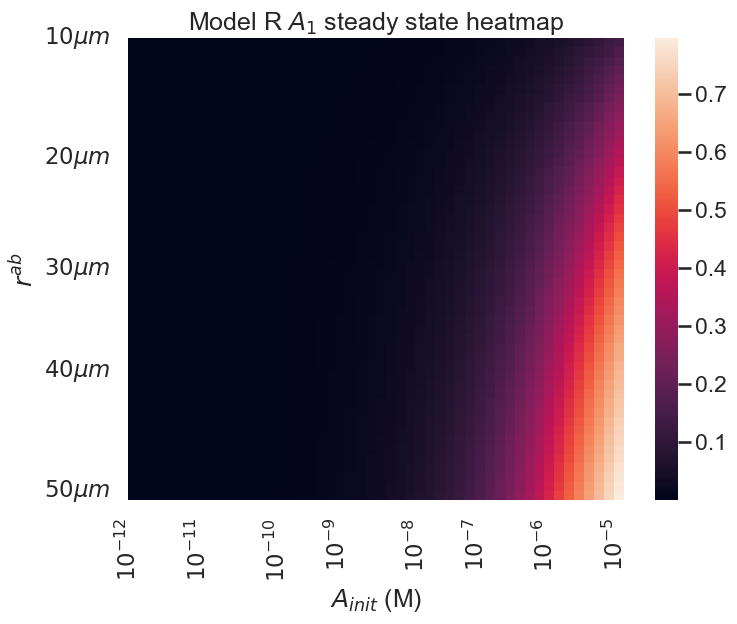 Model R A₁ steady state heatmap
10μm
20μm
30μm
40μm
50μm
r^{ab}
10⁻¹²
10⁻¹¹
10⁻¹⁰
10⁻⁹
10⁻⁸
10⁻⁷
10⁻⁶
10⁻⁵
A_{init} (M)
0.7
0.6
0.5
0.4
0.3
0.2
0.1